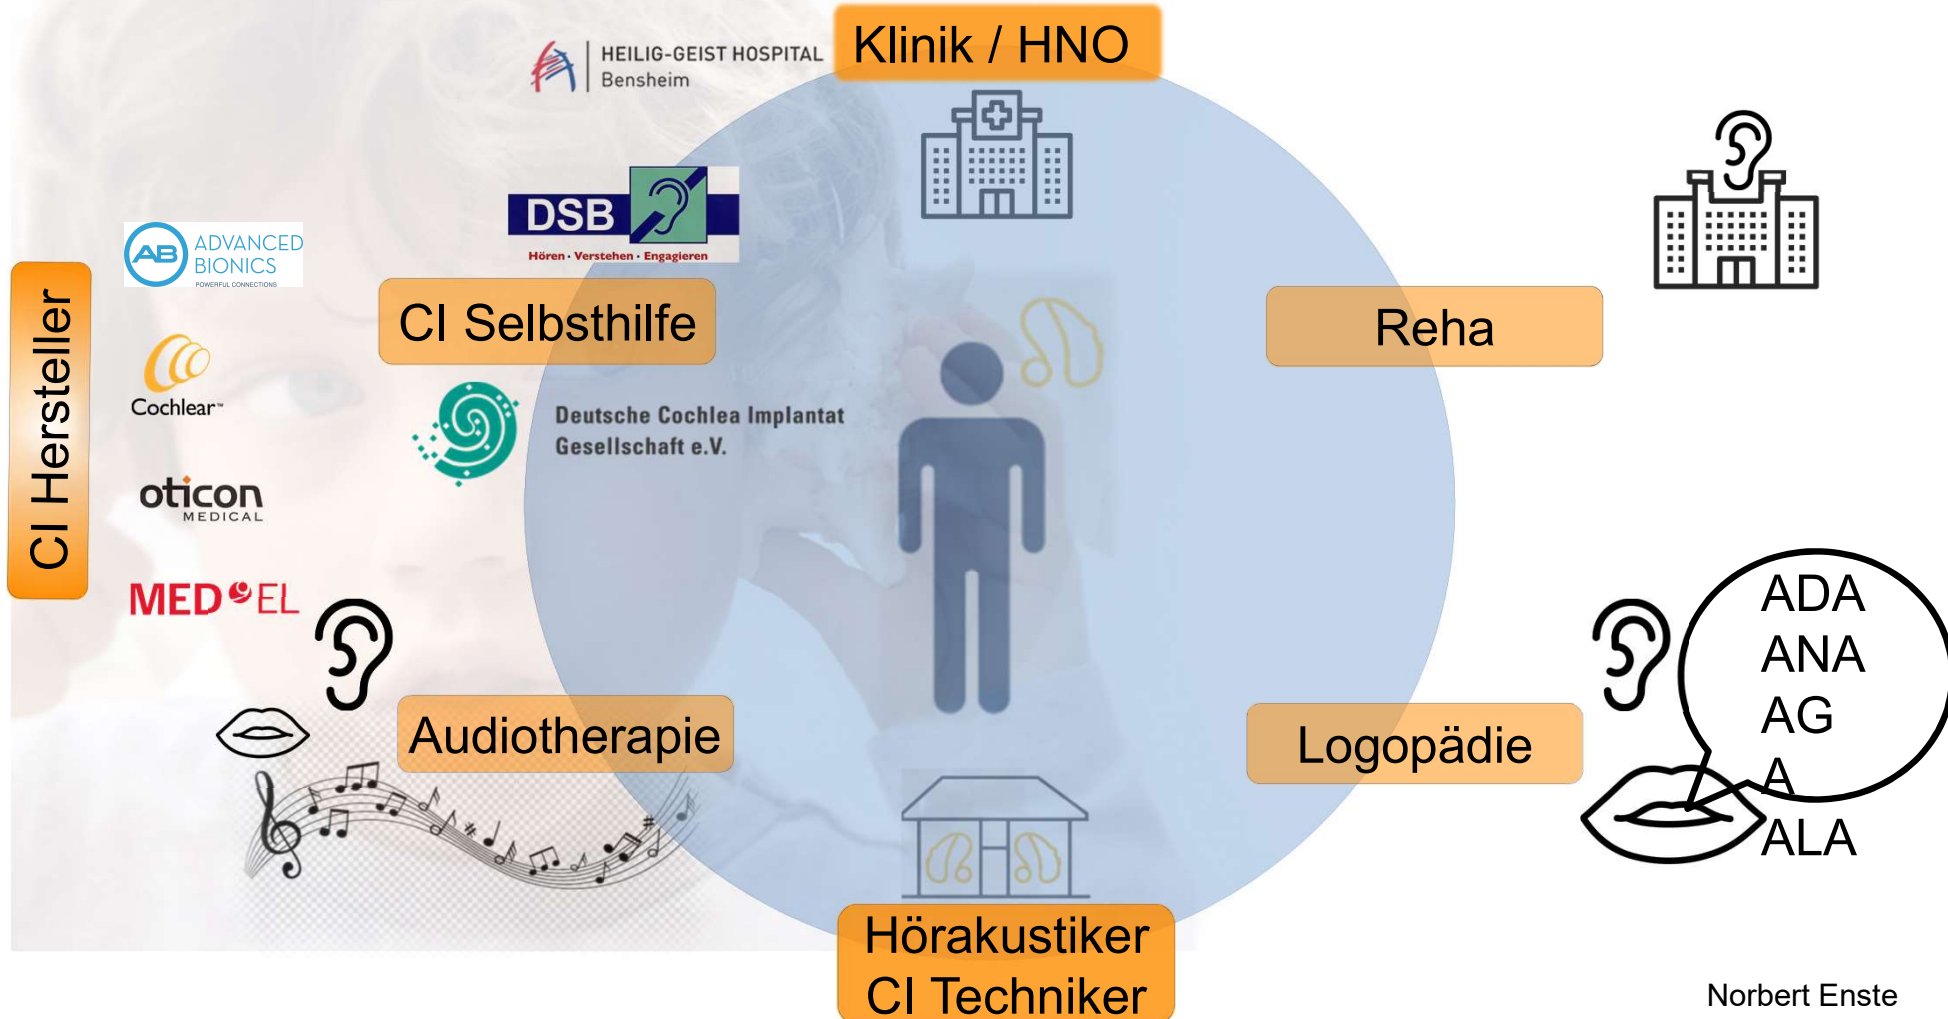 Klinik / HNO
HEILIG-GEIST HOSPITAL
Bensheim
DSB
Hören · Verstehen · Engagieren
AB
ADVANCED
BIONICS
POWERFUL CONNECTIONS
CI Hersteller
CI Selbsthilfe
Reha
Cochlear™
Deutsche Cochlea Implantat
Gesellschaft e.V.
oticon
MEDICAL
MED EL
ADA
ANA
AG
A
ALA
Audiotherapie
Logopädie
Hörakustiker
CI Techniker
Norbert Enste